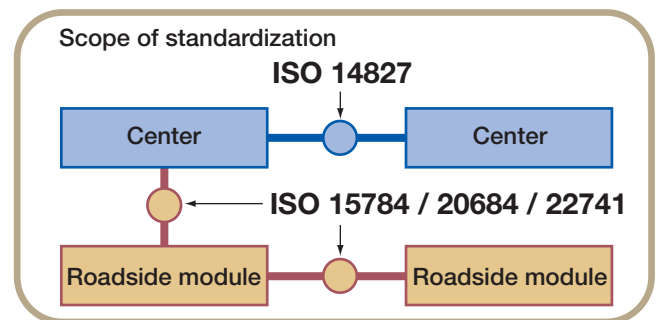 Scope of standardization
ISO 14827
Center
Center
ISO 15784 / 20684 / 22741
Roadside module
Roadside module